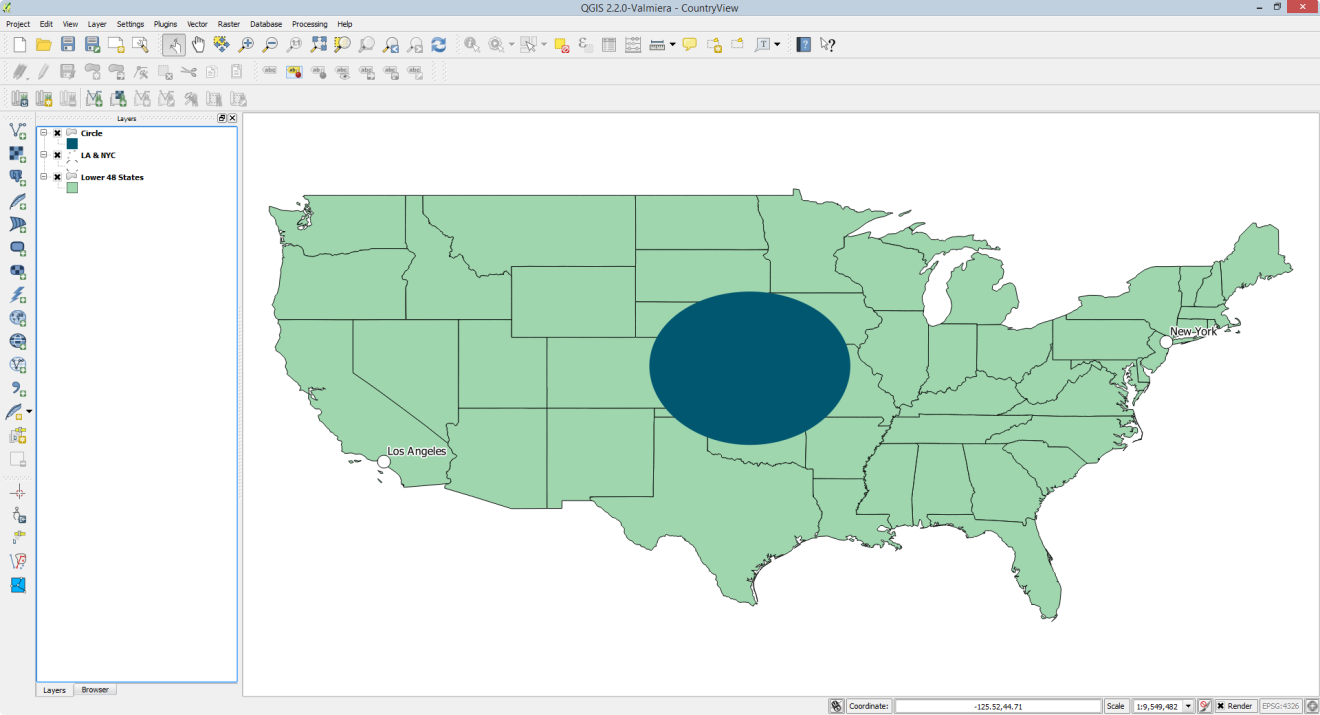 QGIS 2.2.0-Valmiera - CountryView
Project Edit View Layer Settings Plugins Vector Raster Database Processing Help
Layers
Circle
LA & NYC
Lower 48 States
New York
Los Angeles
Layers Browser
Coordinate: -125.52,44.71 Scale 1:9,549,482 Render EPSG:4326